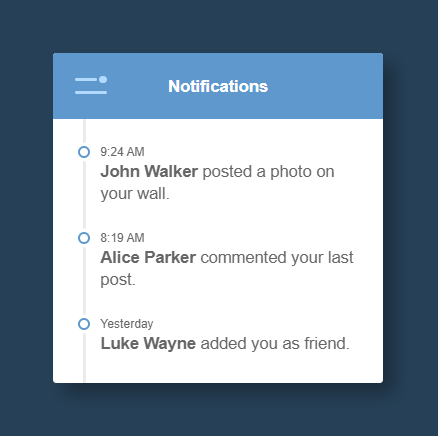 Notifications
9:24 AM
John Walker posted a photo on
your wall.
8:19 AM
Alice Parker commented your last
post.
Yesterday
Luke Wayne added you as friend.